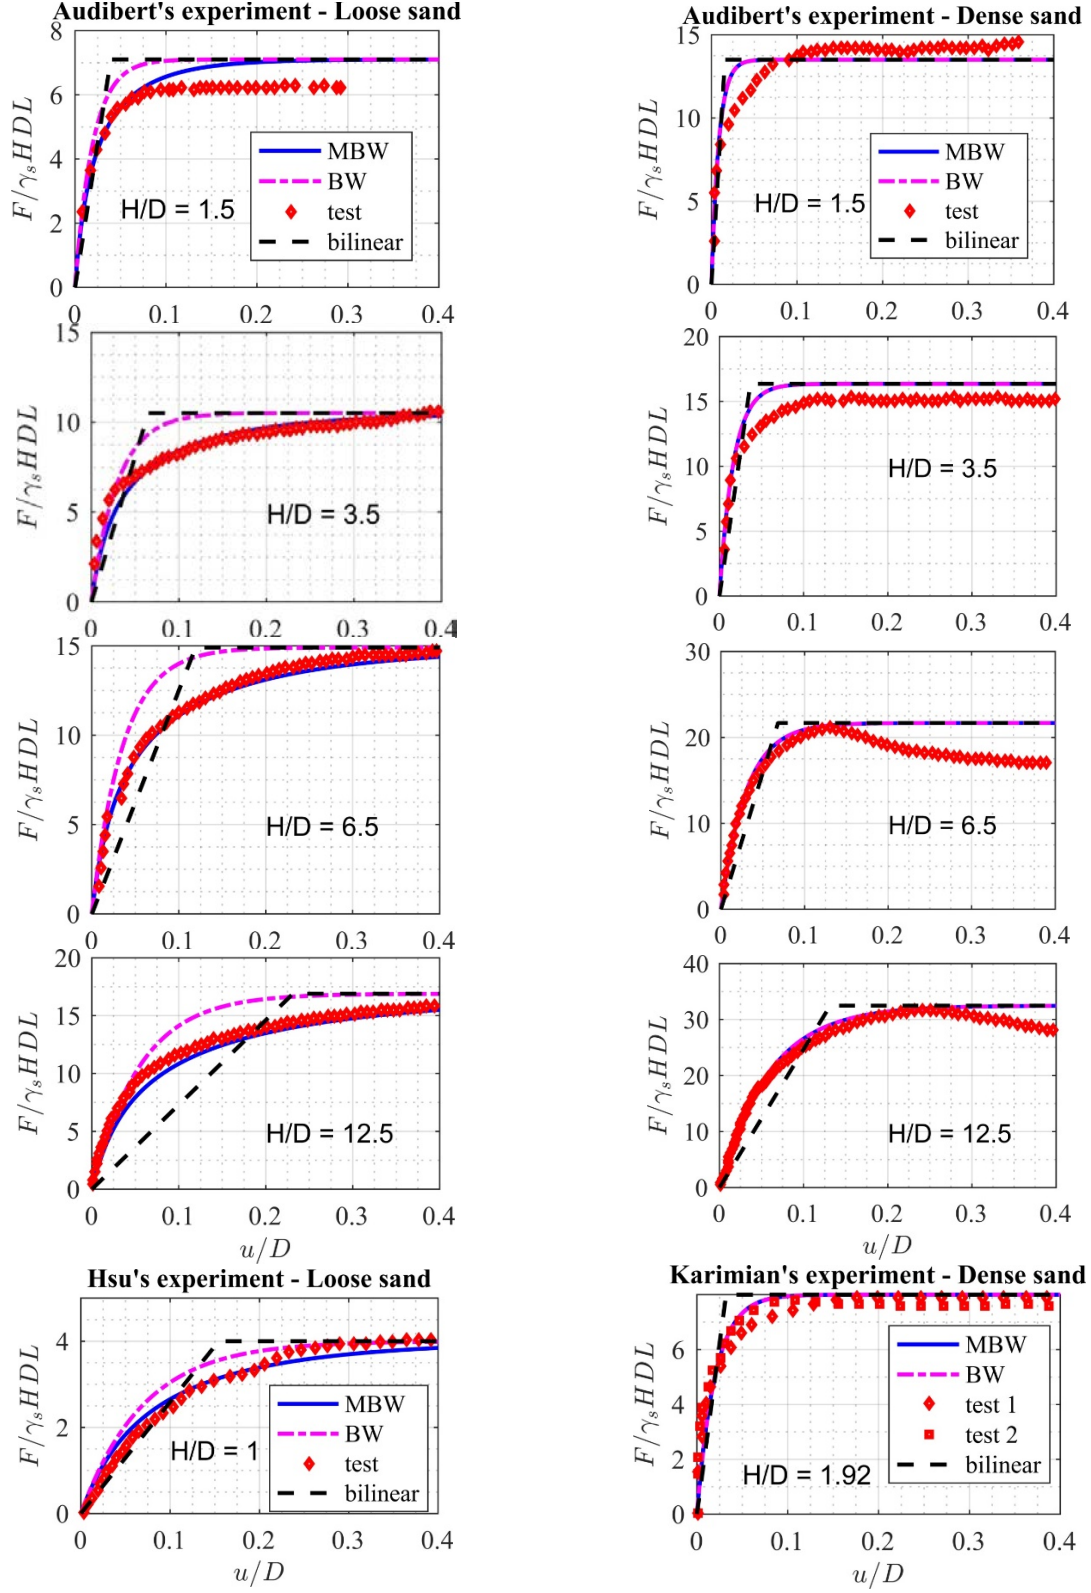 Audibert's experiment - Loose sand
8
6
4
2
0
F/γₛHDL
MBW
BW
test
bilinear
H/D = 1.5
0 0.1 0.2 0.3 0.4
15
10
5
0
F/γₛHDL
H/D = 3.5
0 0.1 0.2 0.3 0.4
15
10
5
0
F/γₛHDL
H/D = 6.5
0 0.1 0.2 0.3 0.4
20
15
10
5
0
F/γₛHDL
H/D = 12.5
0 0.1 0.2 0.3 0.4
u/D
Hsu's experiment - Loose sand
4
2
0
F/γₛHDL
MBW
BW
test
bilinear
H/D = 1
0 0.1 0.2 0.3 0.4
u/D
Audibert's experiment - Dense sand
15
10
5
0
F/γₛHDL
MBW
BW
test
bilinear
H/D = 1.5
0 0.1 0.2 0.3 0.4
20
15
10
5
0
F/γₛHDL
H/D = 3.5
0 0.1 0.2 0.3 0.4
30
20
10
0
F/γₛHDL
H/D = 6.5
0 0.1 0.2 0.3 0.4
40
30
20
10
0
F/γₛHDL
H/D = 12.5
0 0.1 0.2 0.3 0.4
u/D
Karimian's experiment - Dense sand
6
4
2
0
F/γₛHDL
MBW
BW
test 1
test 2
bilinear
H/D = 1.92
0 0.1 0.2 0.3 0.4
u/D